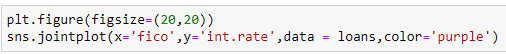 plt.figure(figsize=(20,20))
sns.jointplot(x='fico',y='int.rate',data = loans,color='purple')